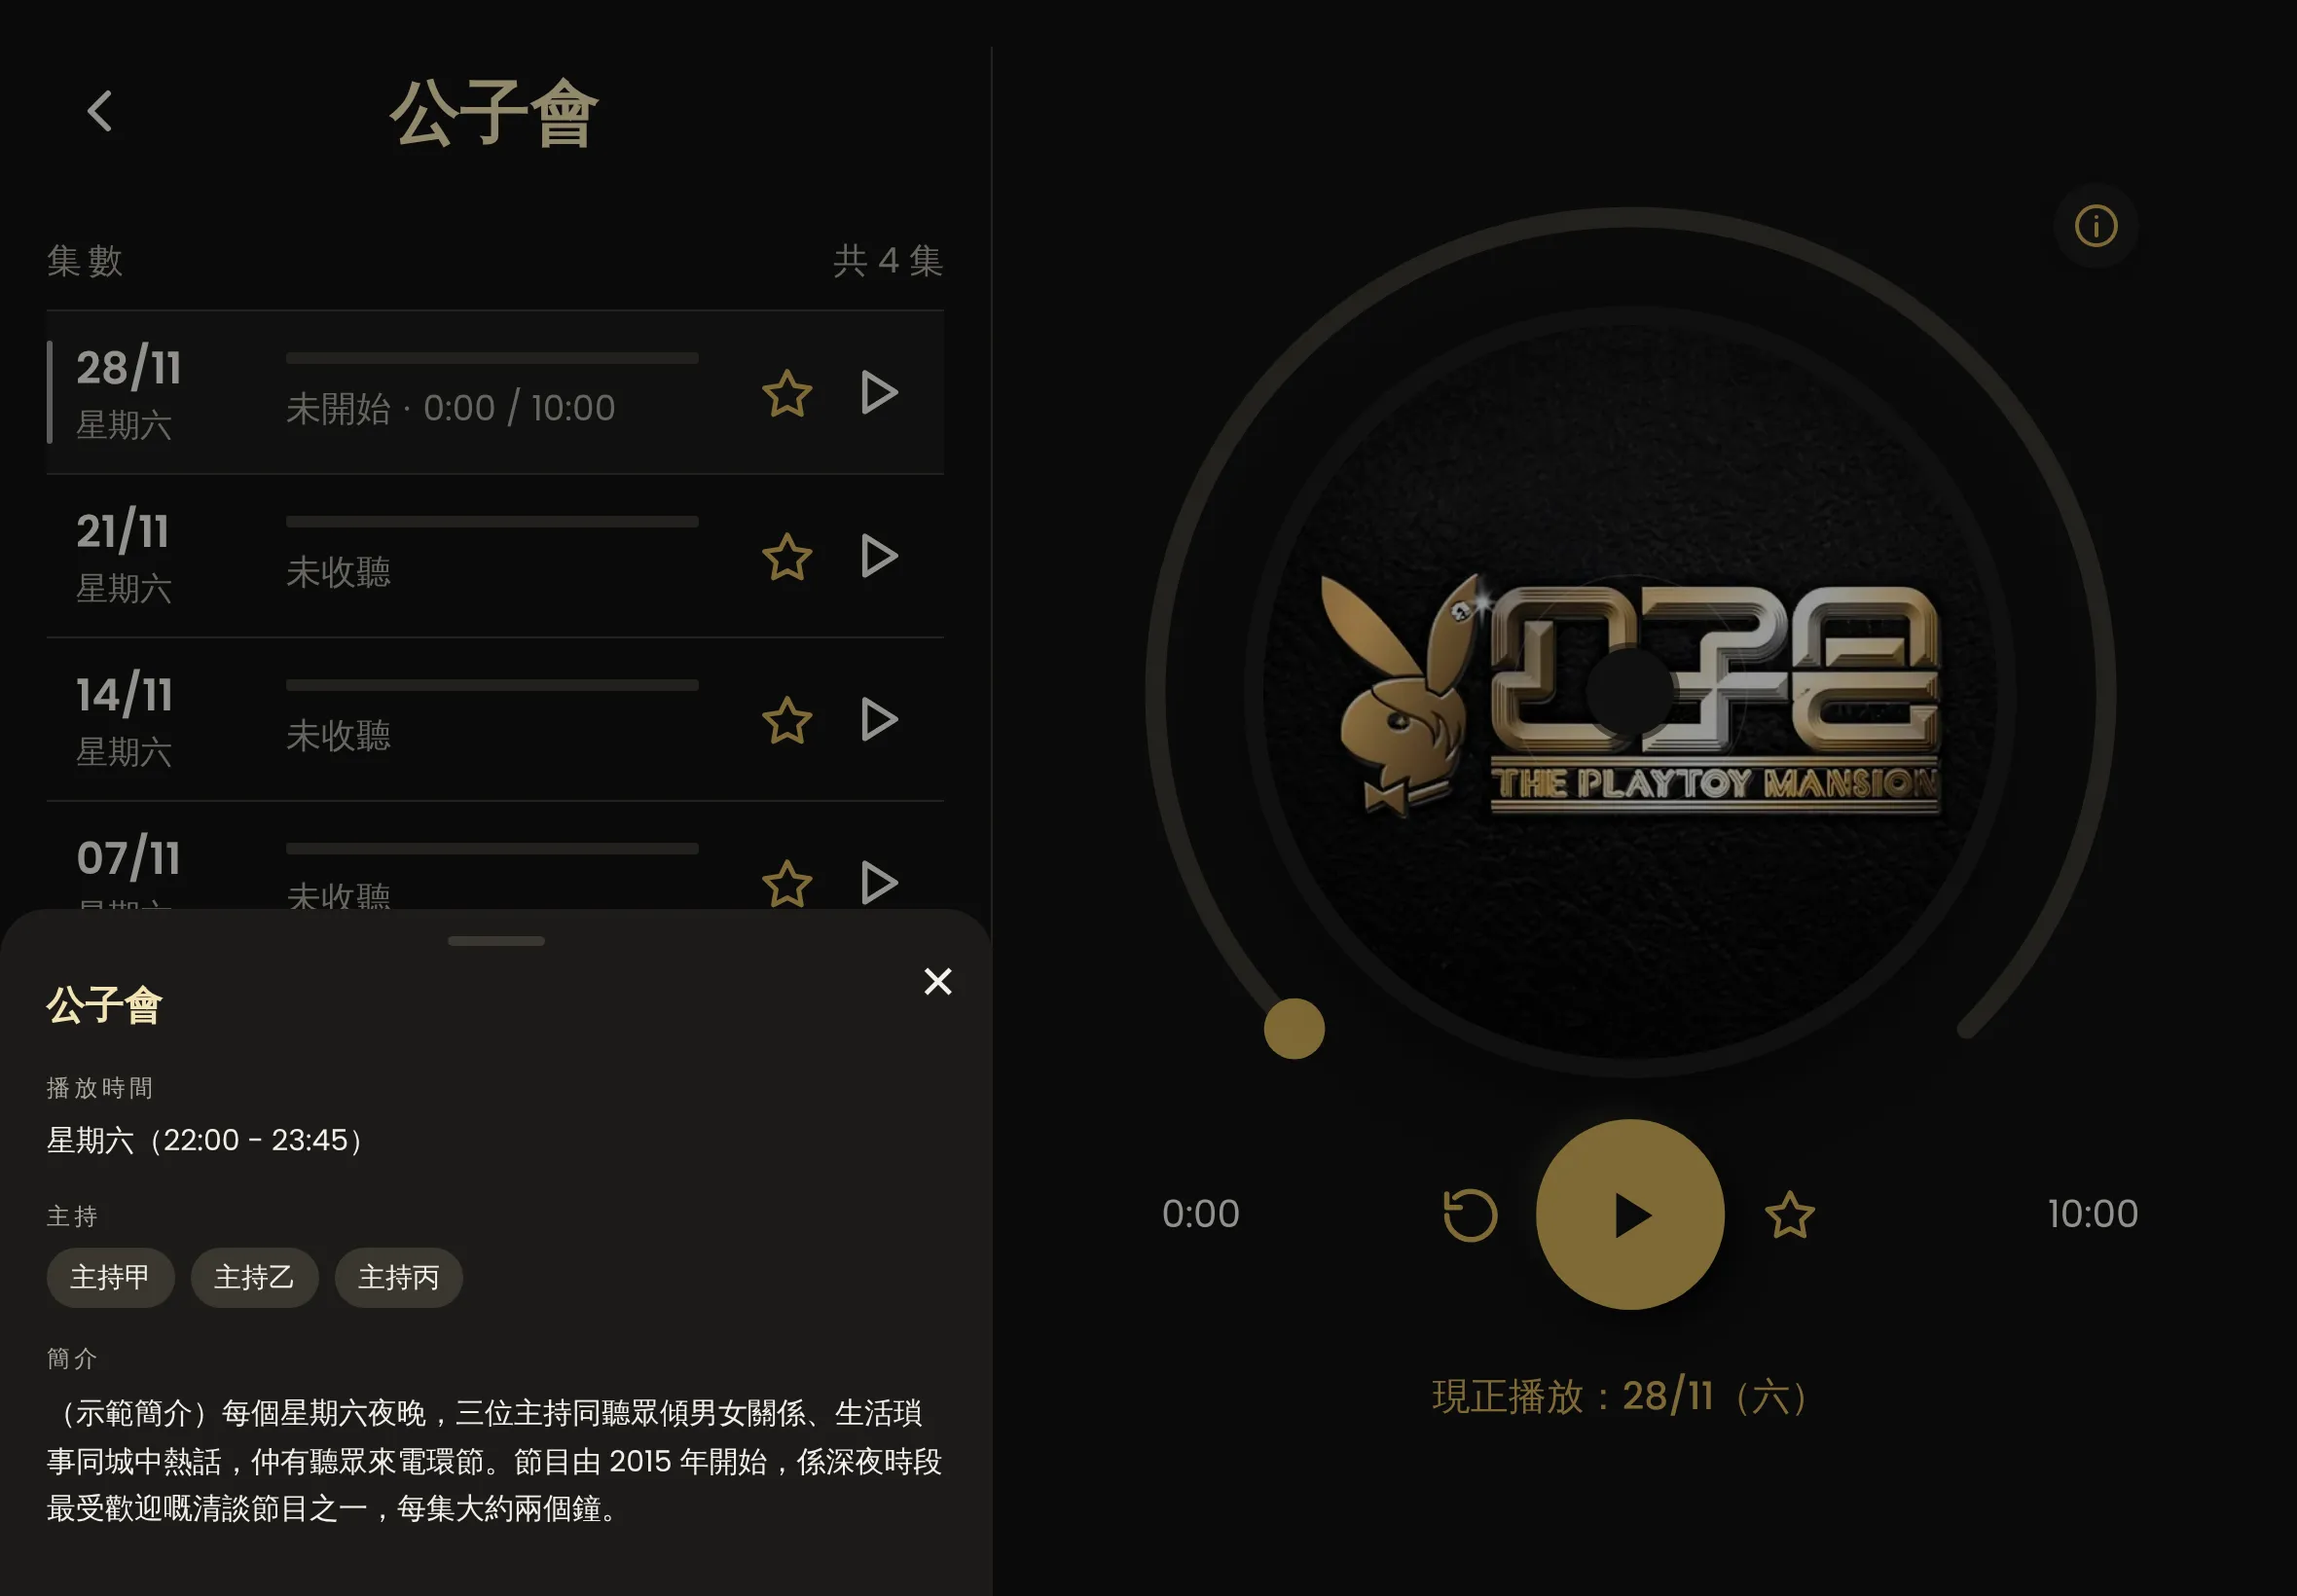 公子會
集數
共 4 集
28/11
星期六
未開始 · 0:00 / 10:00
21/11
星期六
未收聽
14/11
星期六
未收聽
07/11
星期六
未收聽
公子會
播放時間
星期六（22:00 - 23:45）
主持
主持甲
主持乙
主持丙
簡介
（示範簡介）每個星期六夜晚，三位主持同聽眾傾男女關係、生活瑣
事同城中熱話，仲有聽眾來電環節。節目由 2015 年開始，係深夜時段
最受歡迎嘅清談節目之一，每集大約兩個鐘。
THE PLAYTOY MANSION
0:00
10:00
現正播放：28/11（六）